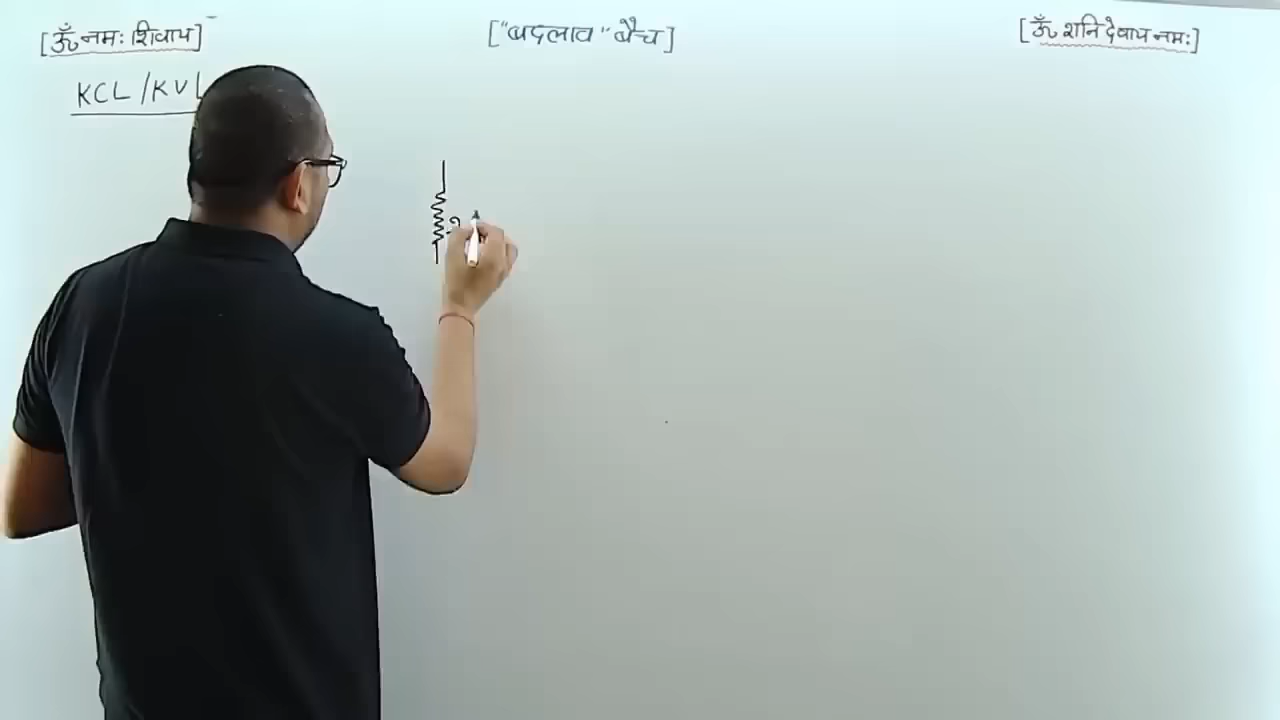 [ॐ नमः शिवाय]
["बदलाव" बैच]
[ॐ शनि देवाय नमः]
KCL/KVL